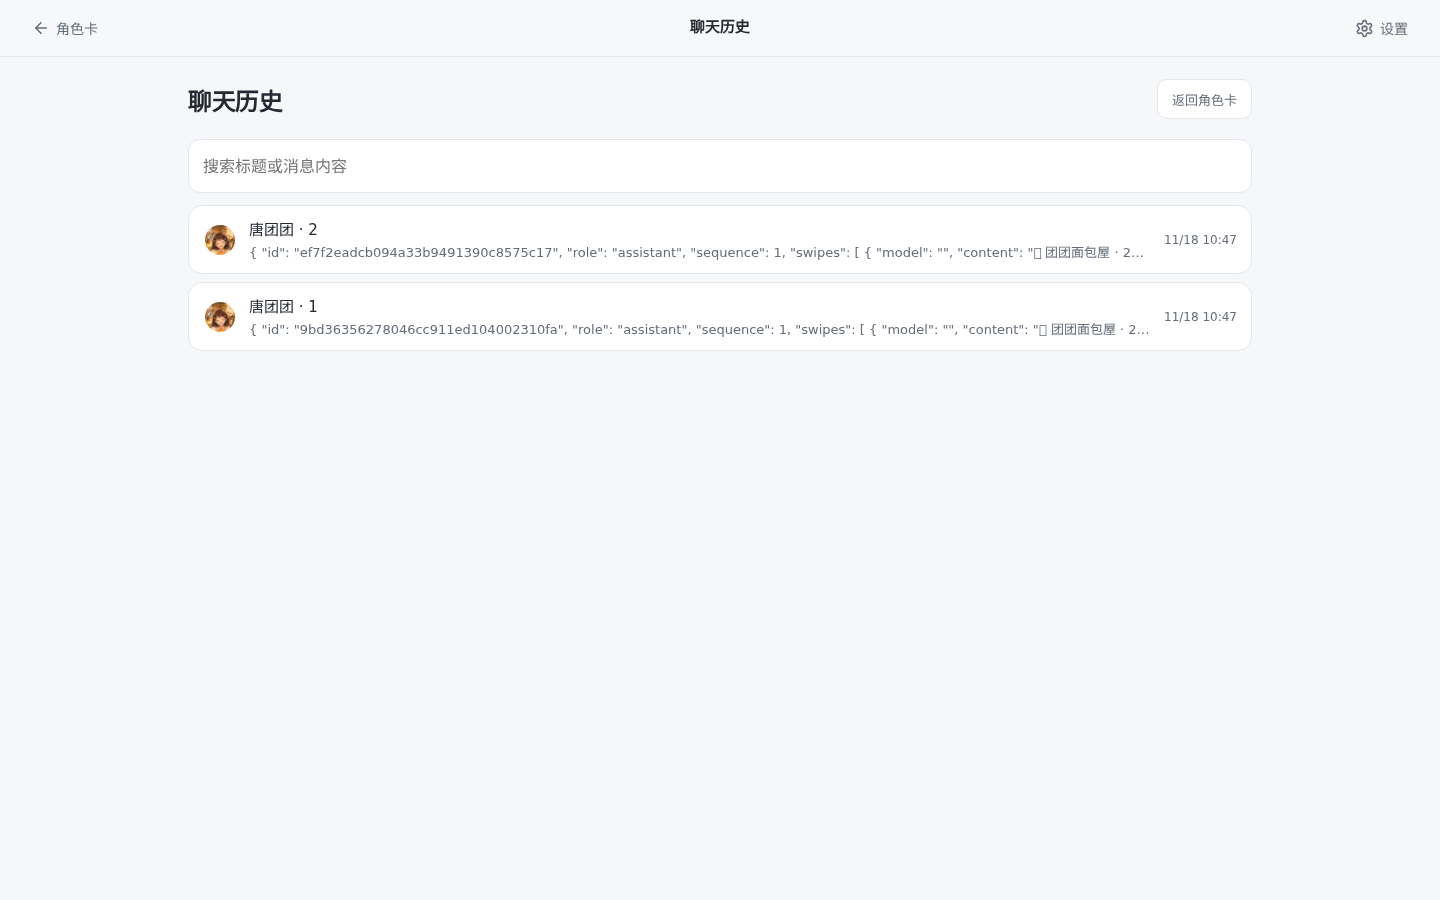 角色卡
聊天历史
设置
聊天历史
返回角色卡
搜索标题或消息内容
唐团团 · 2
{ "id": "ef7f2eadcb094a33b9491390c8575c17", "role": "assistant", "sequence": 1, "swipes": [ { "model": "", "content": "▯ 团团面包屋 · 2…
11/18 10:47
唐团团 · 1
{ "id": "9bd36356278046cc911ed104002310fa", "role": "assistant", "sequence": 1, "swipes": [ { "model": "", "content": "▯ 团团面包屋 · 2…
11/18 10:47